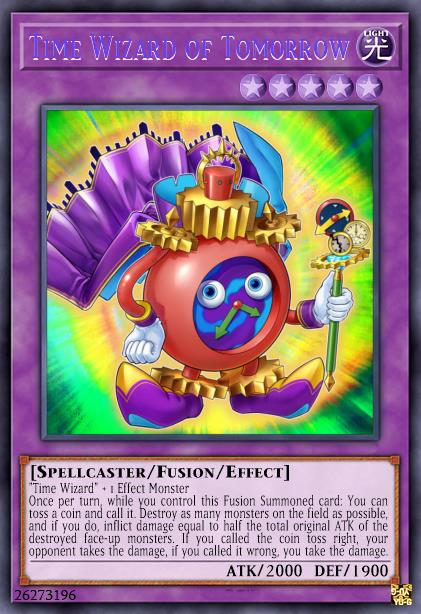 TIME WIZARD OF TOMORROW
LIGHT
光
[SPELLCASTER/FUSION/EFFECT]
"Time Wizard" + 1 Effect Monster
Once per turn, while you control this Fusion Summoned card: You can
toss a coin and call it. Destroy as many monsters on the field as possible,
and if you do, inflict damage equal to half the total original ATK of the
destroyed face-up monsters. If you called the coin toss right, your
opponent takes the damage, if you called it wrong, you take the damage.
ATK/2000 DEF/1900
26273196